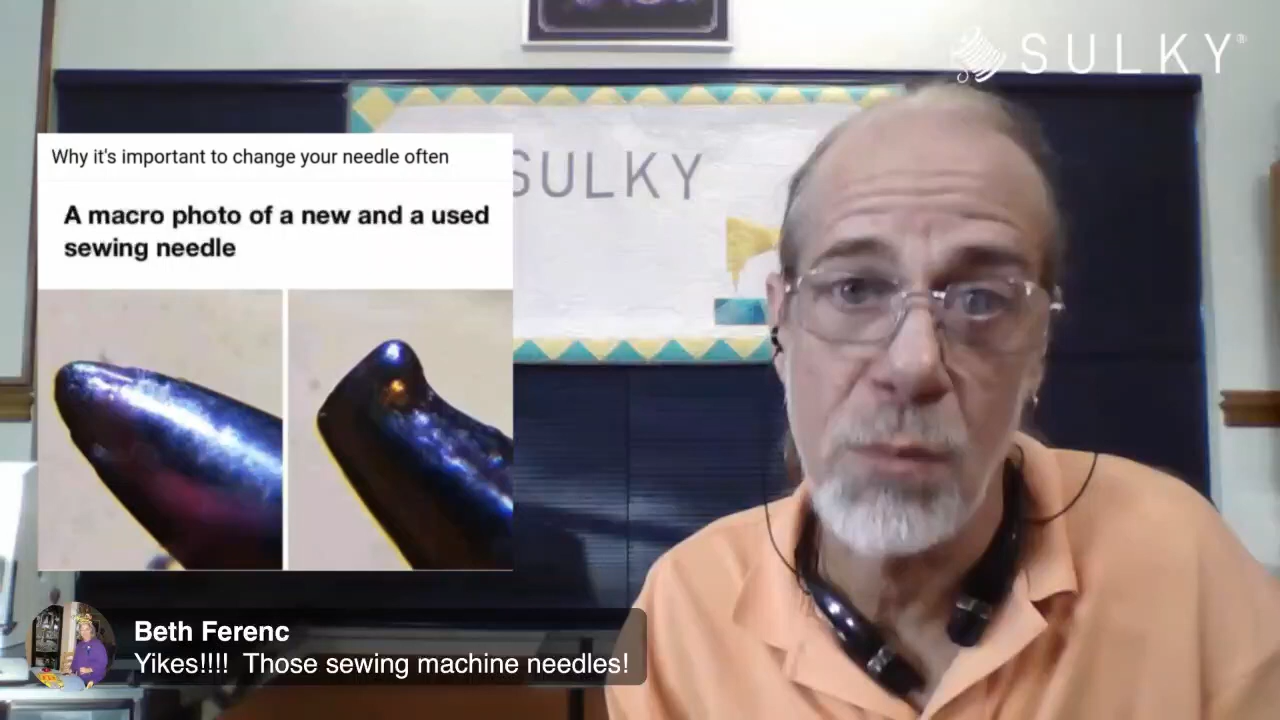 SULKY®
Why it's important to change your needle often
A macro photo of a new and a used
sewing needle
SULKY
Beth Ferenc
Yikes!!!! Those sewing machine needles!